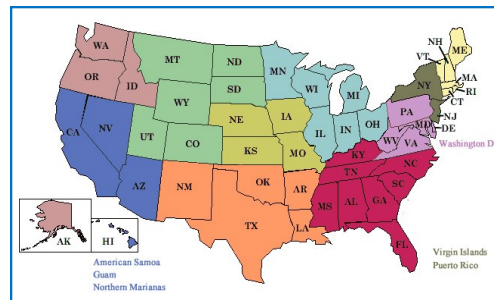 WA
OR
ID
MT
WY
UT
CO
ND
SD
NE
KS
IA
MO
MN
WI
MI
IL
IN
OH
CA
NV
AZ
NM
OK
TX
AR
LA
KY
TN
NC
SC
MS
AL
GA
FL
PA
WV
VA
MD
DE
Washington D
NY
NJ
NH
VT
ME
MA
RI
CT
AK
HI
American Samoa
Guam
Northern Marianas
Virgin Islands
Puerto Rico